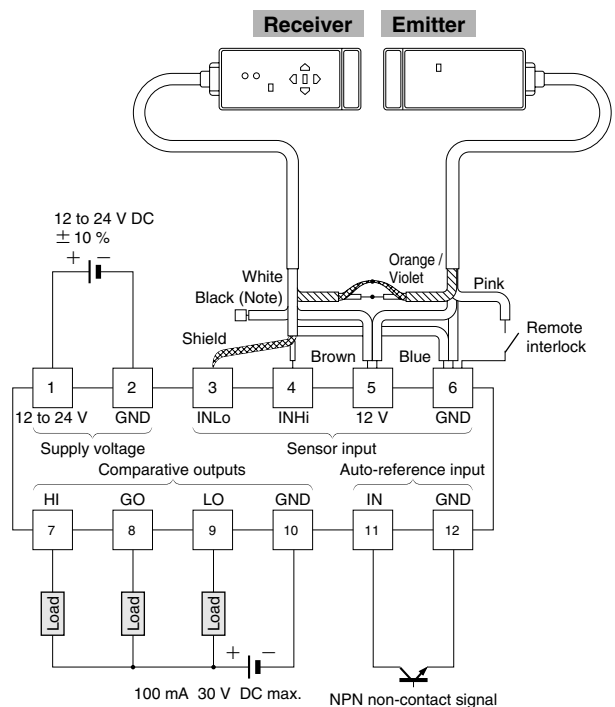 Receiver Emitter
12 to 24 V DC
± 10 %
+ −
White
Orange /
Violet
Pink
Black (Note)
Shield
Brown
Blue
Remote
interlock
1 2 3 4 5 6
12 to 24 V GND INLo INHi 12 V GND
Supply voltage Sensor input
Comparative outputs Auto-reference input
HI GO LO GND IN GND
7 8 9 10 11 12
Load Load Load
+ −
100 mA 30 V DC max.
NPN non-contact signal